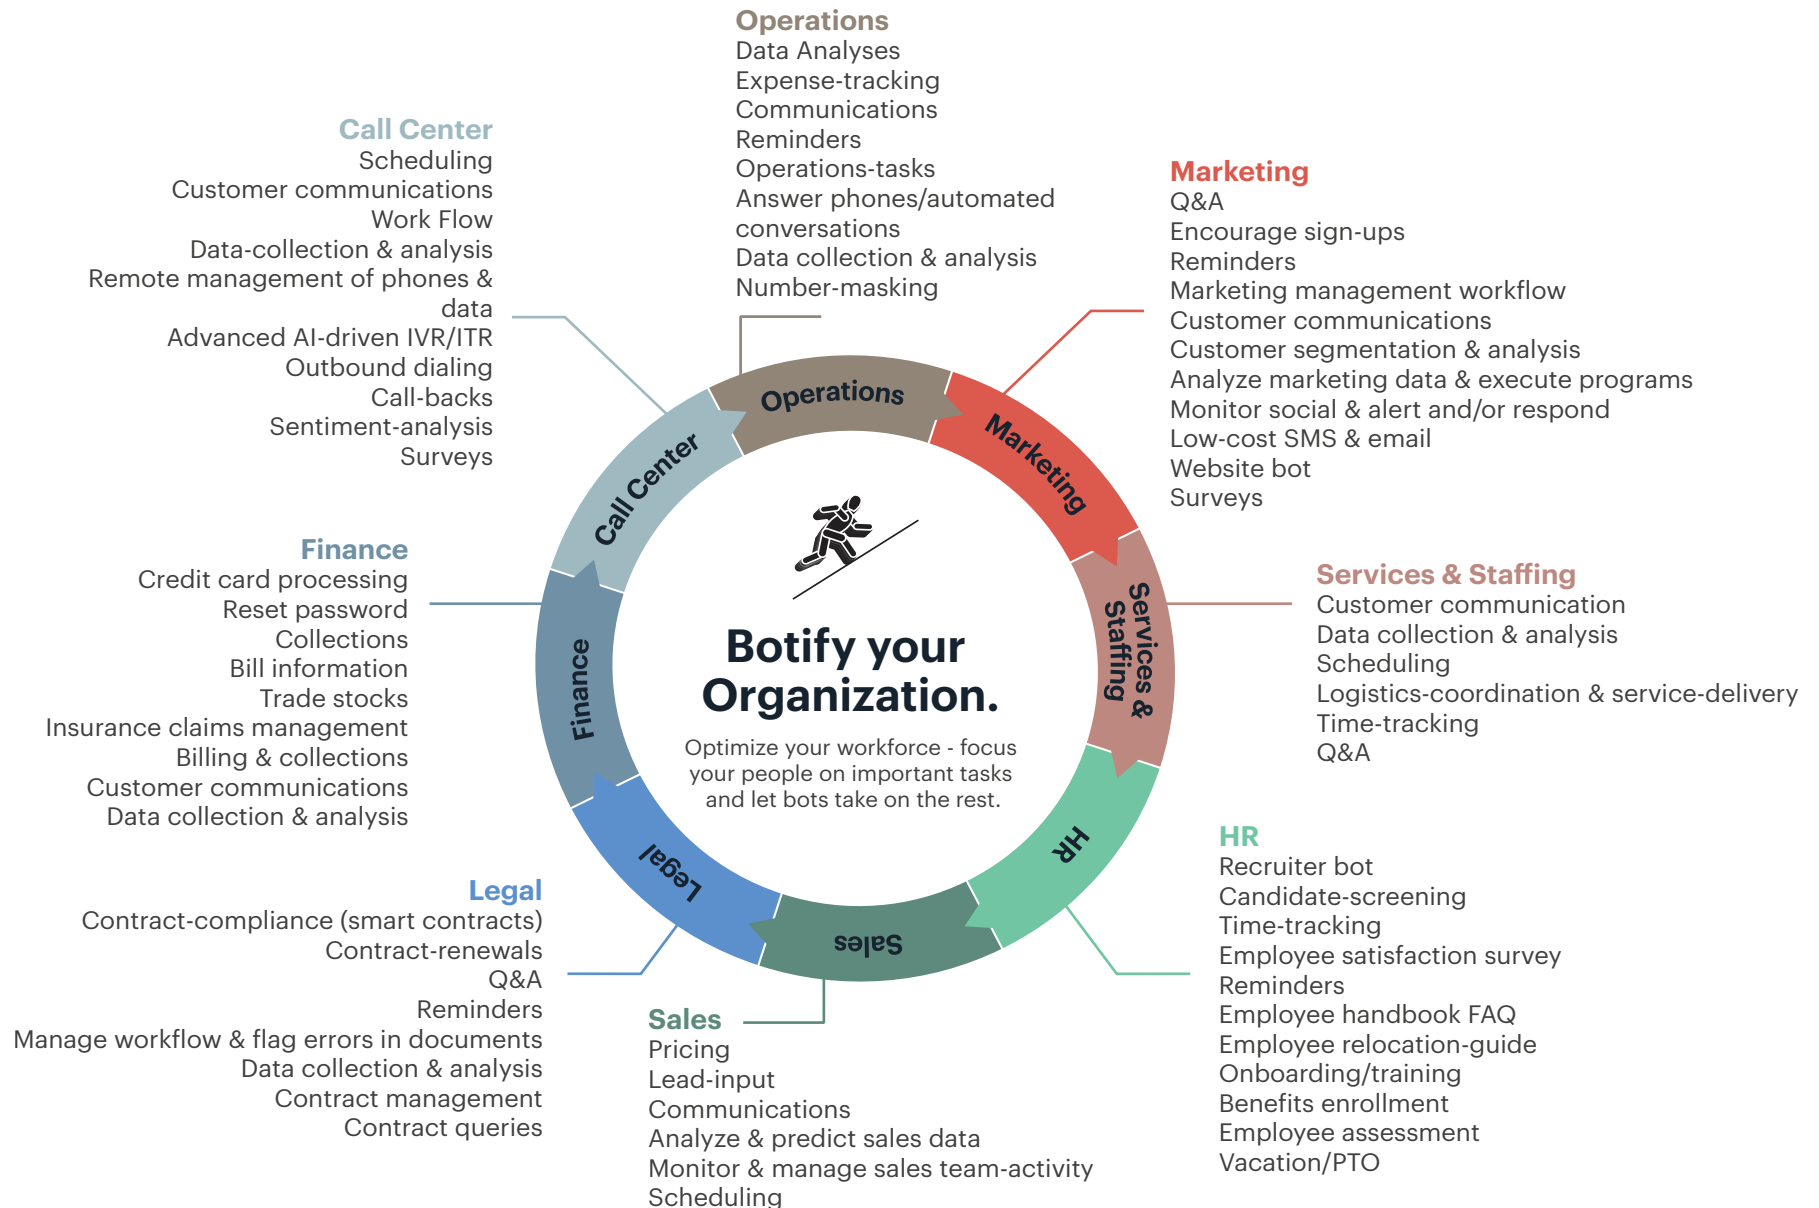 Operations
Data Analyses
Expense-tracking
Communications
Reminders
Operations-tasks
Answer phones/automated
conversations
Data collection & analysis
Number-masking
Call Center
Scheduling
Customer communications
Work Flow
Data-collection & analysis
Remote management of phones &
data
Advanced AI-driven IVR/ITR
Outbound dialing
Call-backs
Sentiment-analysis
Surveys
Marketing
Q&A
Encourage sign-ups
Reminders
Marketing management workflow
Customer communications
Customer segmentation & analysis
Analyze marketing data & execute programs
Monitor social & alert and/or respond
Low-cost SMS & email
Website bot
Surveys
Operations
Marketing
Services &
Staffing
HR
Sales
Legal
Finance
Call Center
Botify your
Organization.
Optimize your workforce - focus
your people on important tasks
and let bots take on the rest.
Finance
Credit card processing
Reset password
Collections
Bill information
Trade stocks
Insurance claims management
Billing & collections
Customer communications
Data collection & analysis
Services & Staffing
Customer communication
Data collection & analysis
Scheduling
Logistics-coordination & service-delivery
Time-tracking
Q&A
Legal
Contract-compliance (smart contracts)
Contract-renewals
Q&A
Reminders
Manage workflow & flag errors in documents
Data collection & analysis
Contract management
Contract queries
HR
Recruiter bot
Candidate-screening
Time-tracking
Employee satisfaction survey
Reminders
Employee handbook FAQ
Employee relocation-guide
Onboarding/training
Benefits enrollment
Employee assessment
Vacation/PTO
Sales
Pricing
Lead-input
Communications
Analyze & predict sales data
Monitor & manage sales team-activity
Scheduling